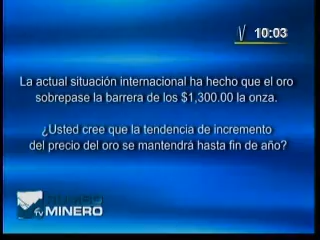 V 10:03
La actual situación internacional ha hecho que el oro
sobrepase la barrera de los $1,300.00 la onza.
¿Usted cree que la tendencia de incremento
del precio del oro se mantendrá hasta fin de año?
TV MINERO